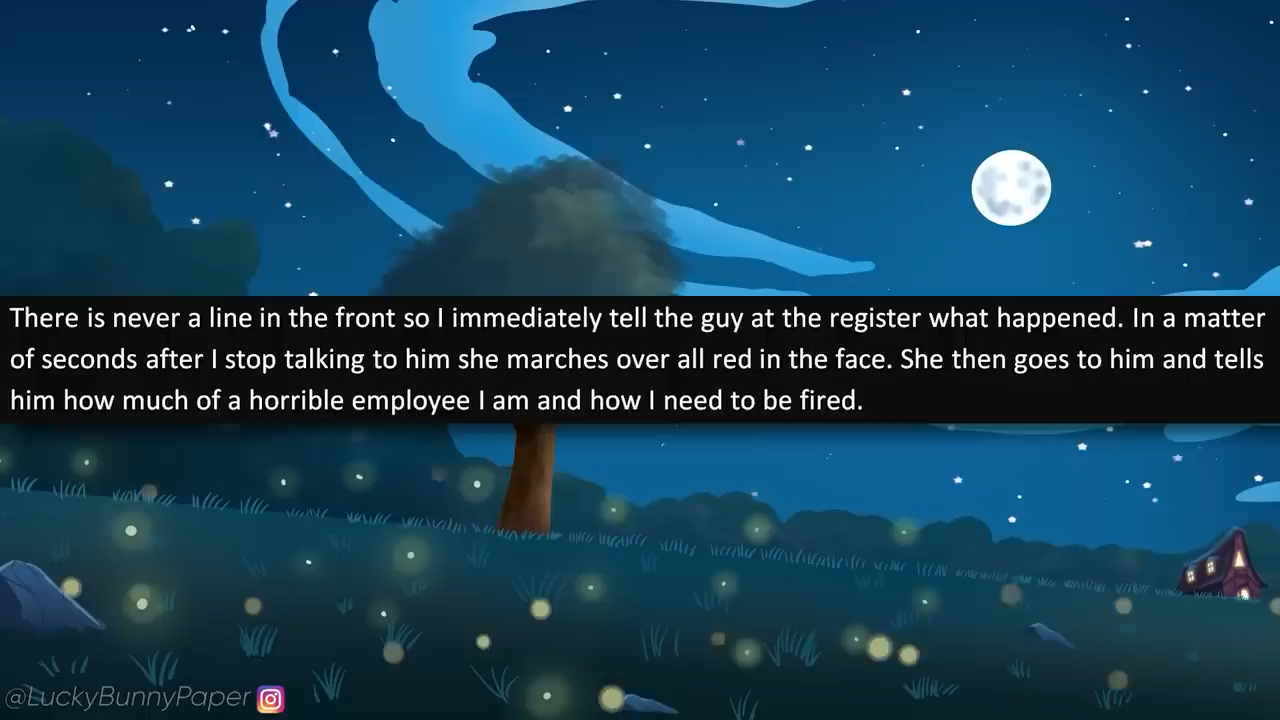 There is never a line in the front so I immediately tell the guy at the register what happened. In a matter
of seconds after I stop talking to him she marches over all red in the face. She then goes to him and tells
him how much of a horrible employee I am and how I need to be fired.
@LuckyBunnyPaper